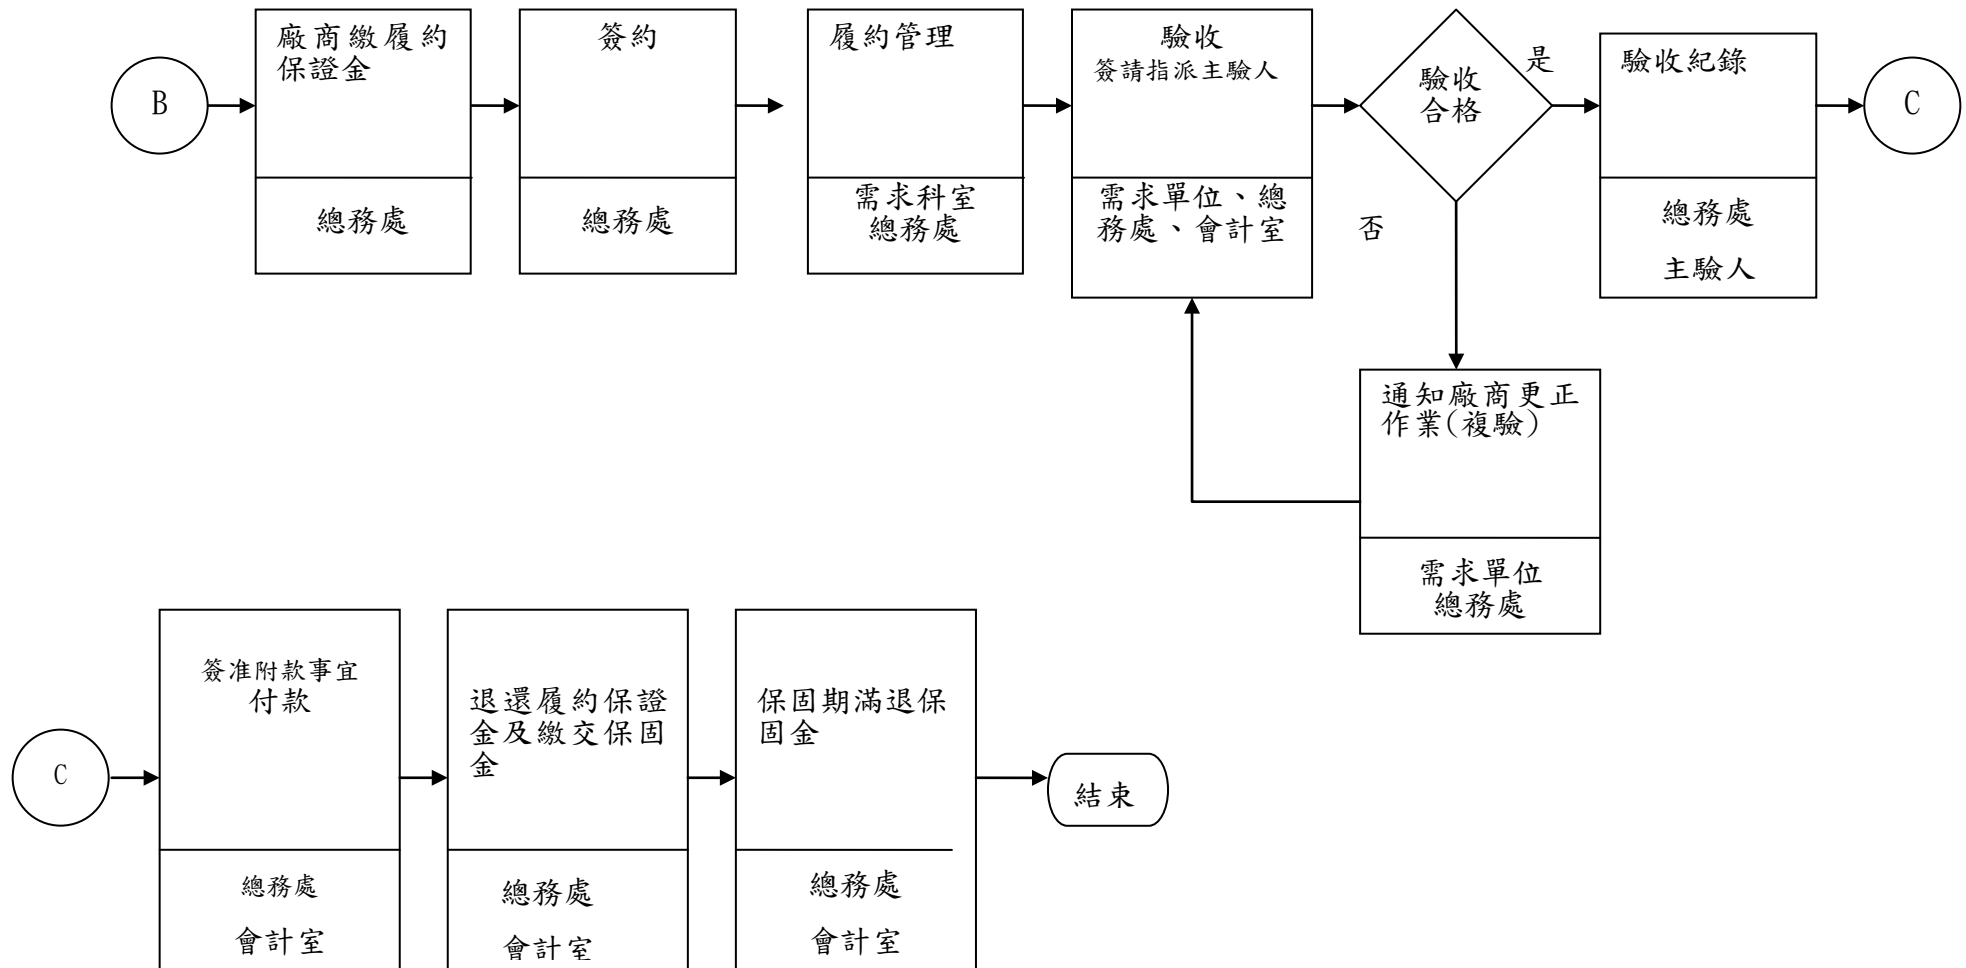 B
廠商繳履約
保證金
總務處
簽約
總務處
履約管理
需求科室
總務處
驗收
簽請指派主驗人
需求單位、總
務處、會計室
驗收
合格
是
否
驗收紀錄
總務處
主驗人
C
通知廠商更正
作業(複驗)
需求單位
總務處
C
簽准附款事宜
付款
總務處
會計室
退還履約保證
金及繳交保固
金
總務處
會計室
保固期滿退保
固金
總務處
會計室
結束